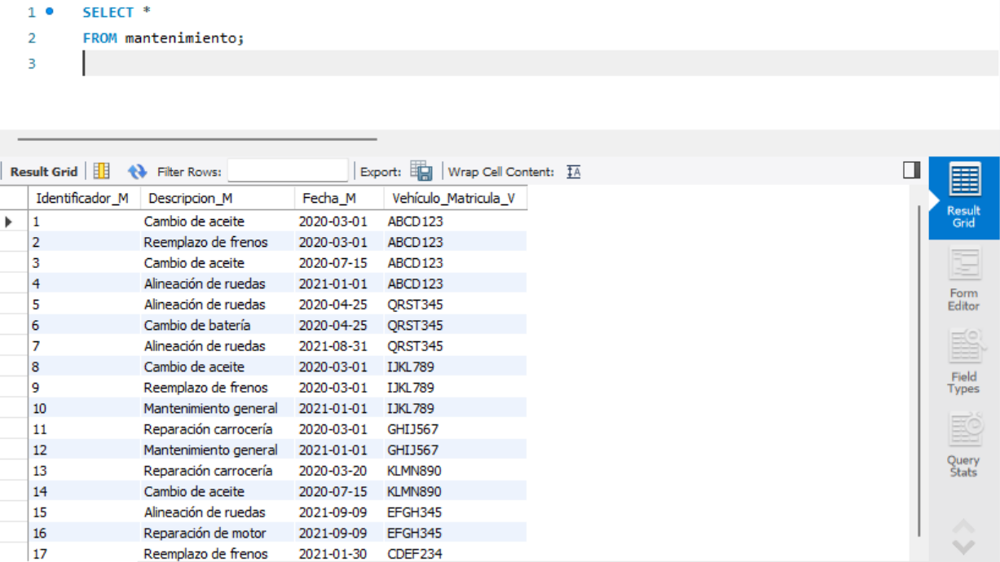 1 SELECT *
2 FROM mantenimiento;
3
Result Grid Filter Rows: Export: Wrap Cell Content:
Identificador_M Descripcion_M Fecha_M Vehículo_Matricula_V
1 Cambio de aceite 2020-03-01 ABCD123
2 Reemplazo de frenos 2020-03-01 ABCD123
3 Cambio de aceite 2020-07-15 ABCD123
4 Alineación de ruedas 2021-01-01 ABCD123
5 Alineación de ruedas 2020-04-25 QRST345
6 Cambio de batería 2020-04-25 QRST345
7 Alineación de ruedas 2021-08-31 QRST345
8 Cambio de aceite 2020-03-01 IJKL789
9 Reemplazo de frenos 2020-03-01 IJKL789
10 Mantenimiento general 2021-01-01 IJKL789
11 Reparación carrocería 2020-03-01 GHIJ567
12 Mantenimiento general 2021-01-01 GHIJ567
13 Reparación carrocería 2020-03-20 KLMN890
14 Cambio de aceite 2020-07-15 KLMN890
15 Alineación de ruedas 2021-09-09 EFGH345
16 Reparación de motor 2021-09-09 EFGH345
17 Reemplazo de frenos 2021-01-30 CDEF234
Result
Grid
Form
Editor
Field
Types
Query
Stats